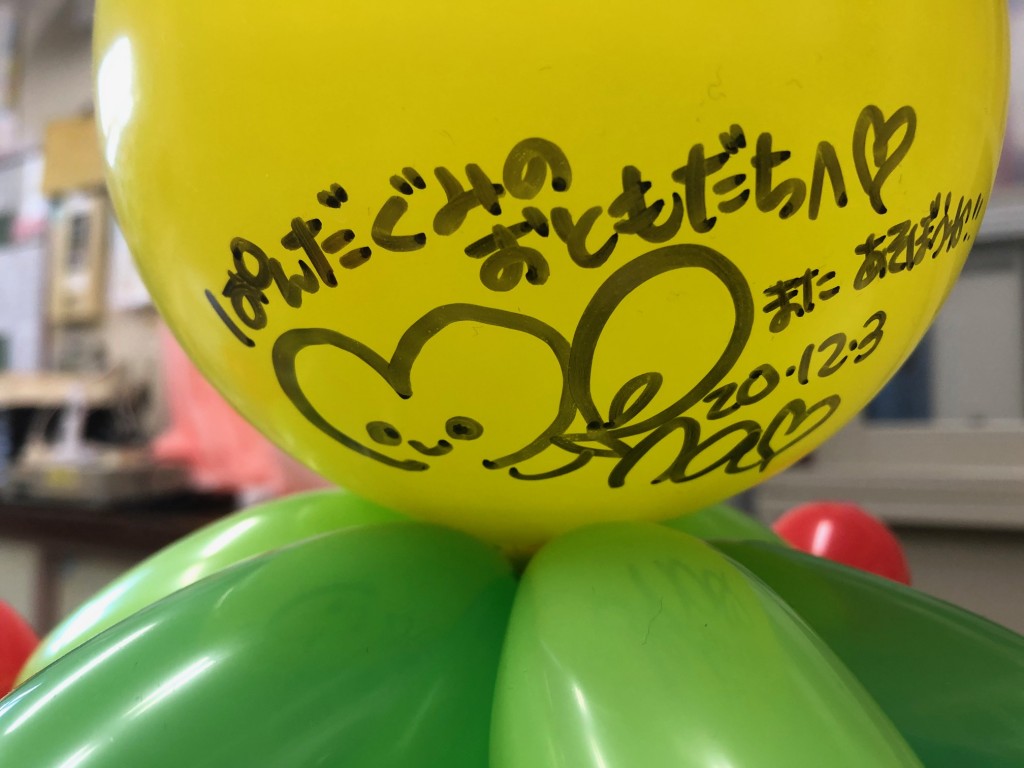 ぱんだぐみの
おともだちへ♡
また あそぼうね!!
20.12.3